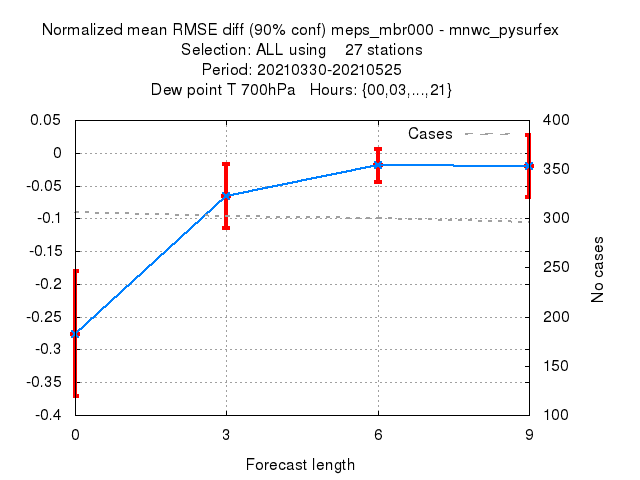 Normalized mean RMSE diff (90% conf) meps_mbr000 - mnwc_pysurfex
Selection: ALL using 27 stations
Period: 20210330-20210525
Dew point T 700hPa Hours: {00,03,...,21}
Cases
0.05
0
-0.05
-0.1
-0.15
-0.2
-0.25
-0.3
-0.35
-0.4
400
350
300
250
200
150
100
No cases
0 3 6 9
Forecast length